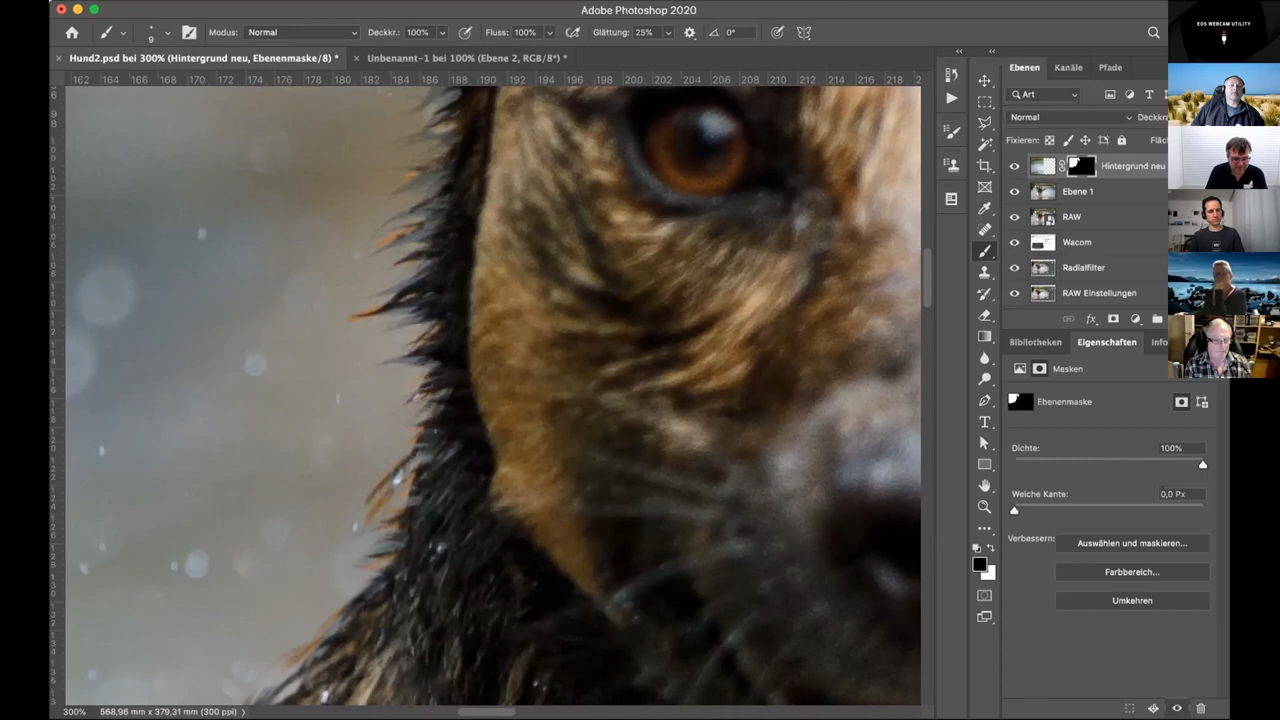 Adobe Photoshop 2020
EOS WEBCAM UTILITY
9
Modus: Normal
Deckkr.: 100%
Fluss: 100%
Glättung: 25%
0°
Hund2.psd bei 300% (Hintergrund neu, Ebenenmaske/8) *
Unbenannt-1 bei 100% (Ebene 2, RGB/8*) *
162 164 166 168 170 172 174 176 178 180 182 184 186 188 190 192 194 196 198 200 202 204 206 208 210 212 214 216 218 2
Ebenen
Kanäle
Pfade
Art
Normal
Deckkr
Fixieren:
Fläc
Hintergrund neu
Ebene 1
RAW
Wacom
Radialfilter
RAW Einstellungen
fx
Bibliotheken
Eigenschaften
Info
Masken
Ebenenmaske
Dichte:
100%
Weiche Kante:
0,0 Px
Verbessern:
Auswählen und maskieren...
Farbbereich...
Umkehren
300%
568,96 mm x 379,31 mm (300 ppi)